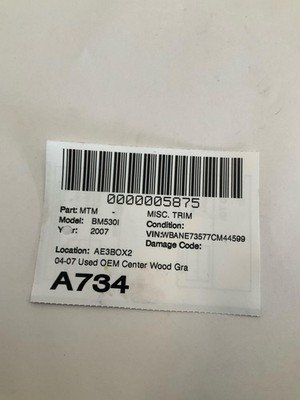 0000005875
Part: MTM - MISC. TRIM
Model: BM530I Condition:
Year: 2007 VIN:WBANE73577CM44599
Damage Code:
Location: AE3BOX2
04-07 Used OEM Center Wood Gra
A734